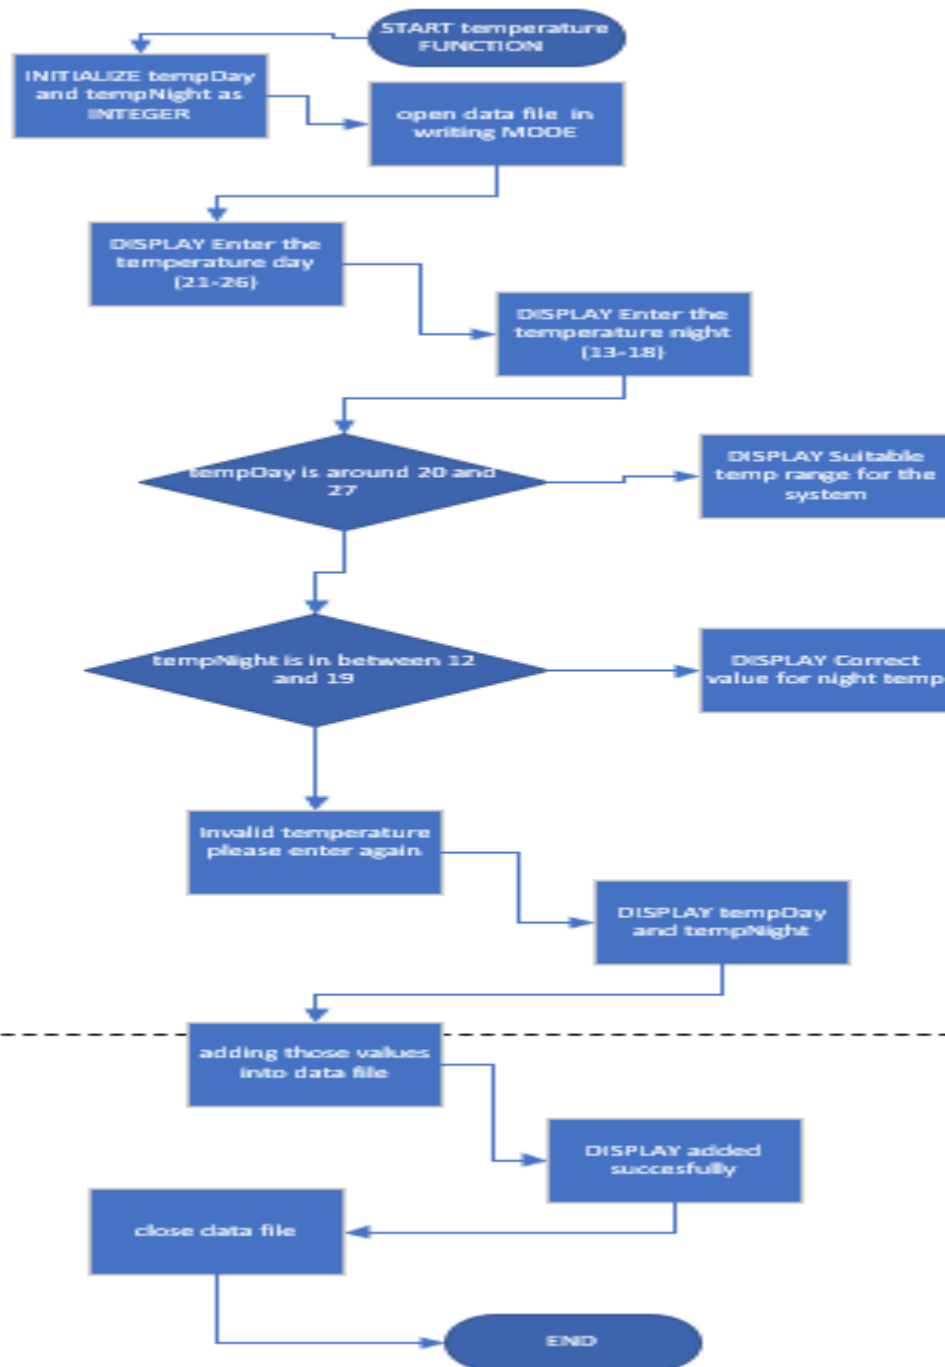 START temperature
FUNCTION
INITIALIZE tempDay
and tempNight as
INTEGER
open data file in
writing MODE
DISPLAY Enter the
temperature day
(21-26)
DISPLAY Enter the
temperature night
(13-18)
tempDay is around 20 and
27
DISPLAY Suitable
temp range for the
system
tempNight is in between 12
and 19
DISPLAY Correct
value for night temp
Invalid temperature
please enter again
DISPLAY tempDay
and tempNight
adding those values
into data file
DISPLAY added
succesfully
close data file
END